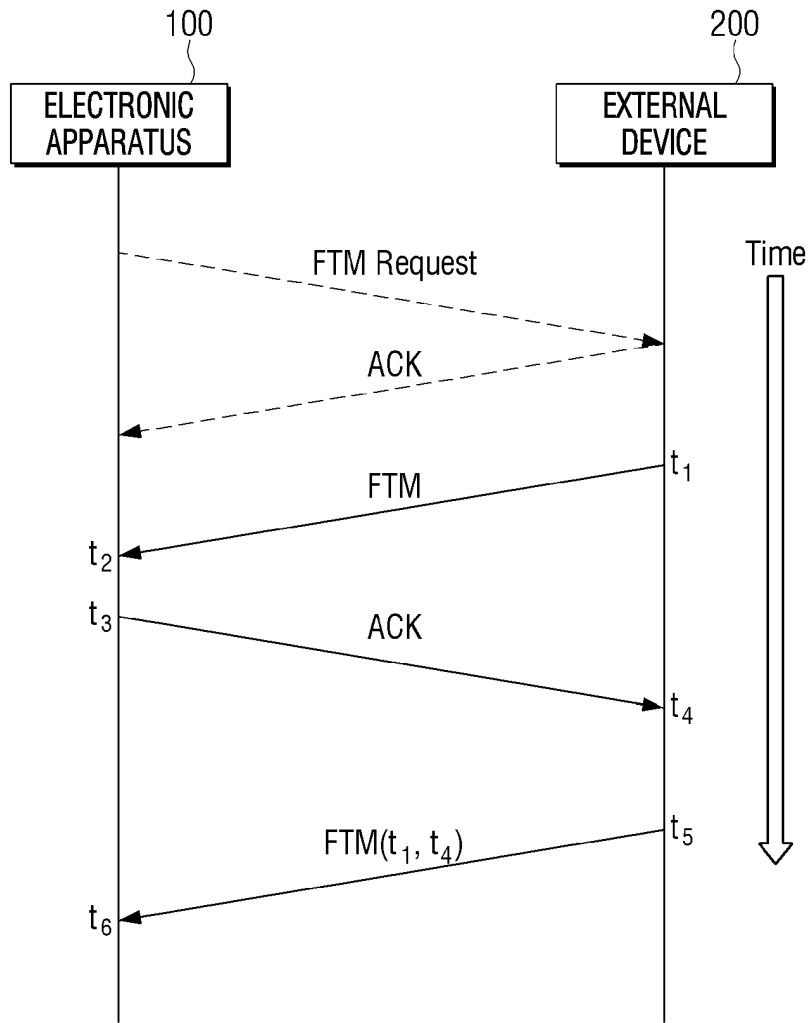 100
200
ELECTRONIC
APPARATUS
EXTERNAL
DEVICE
Time
FTM Request
ACK
t₁
FTM
t₂
t₃
ACK
t₄
t₅
FTM(t₁, t₄)
t₆